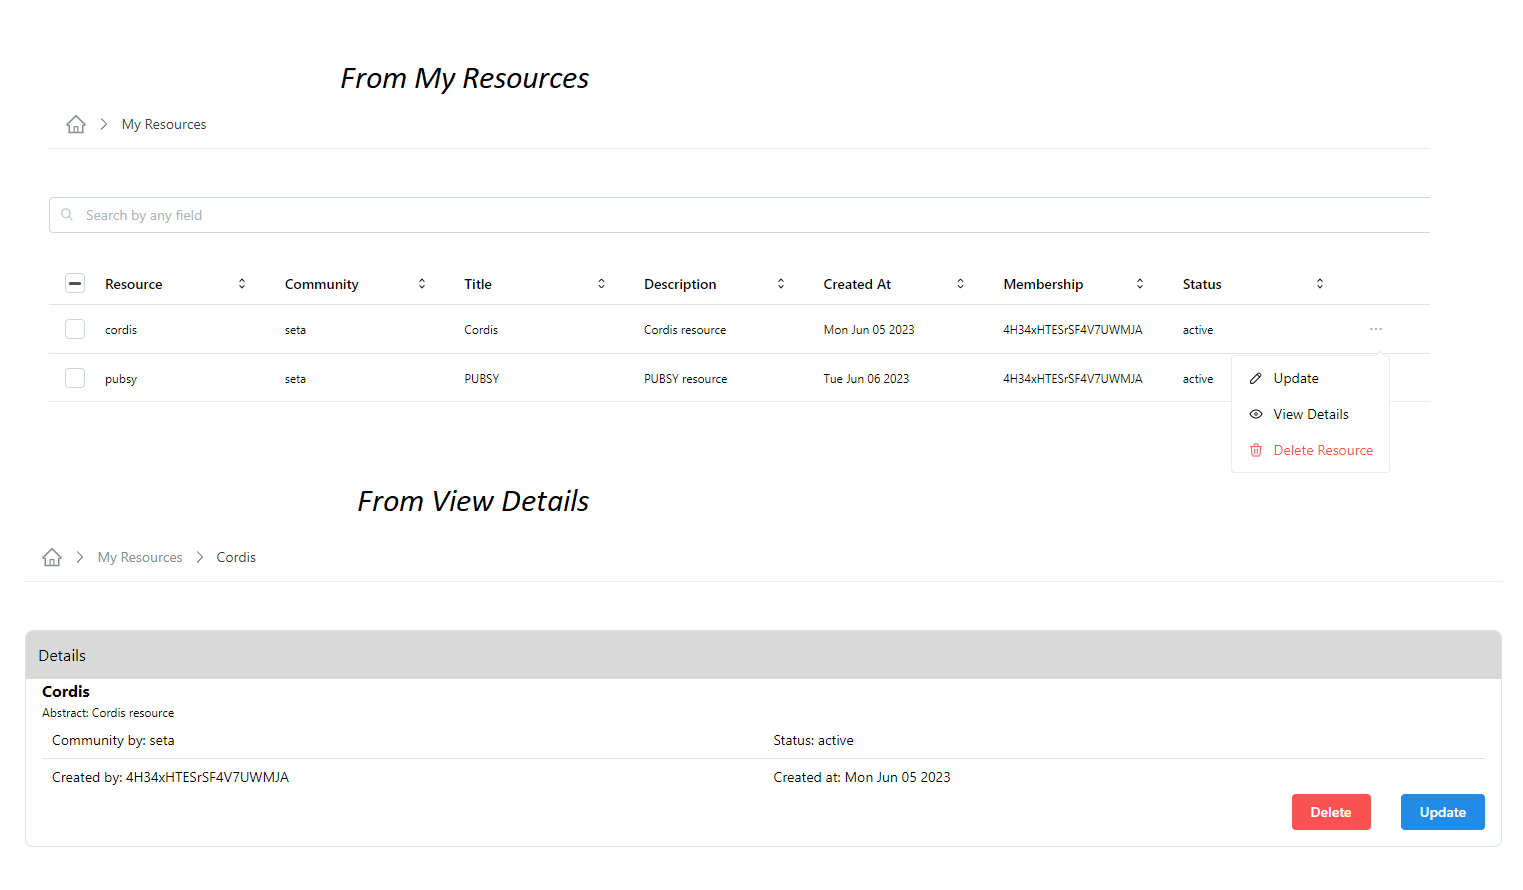 From My Resources
My Resources
Search by any field
Resource Community Title Description Created At Membership Status
cordis seta Cordis Cordis resource Mon Jun 05 2023 4H34xHTESrSF4V7UWMJA active ...
pubsy seta PUBSY PUBSY resource Tue Jun 06 2023 4H34xHTESrSF4V7UWMJA active
Update
View Details
Delete Resource
From View Details
My Resources Cordis
Details
Cordis
Abstract: Cordis resource
Community by: seta Status: active
Created by: 4H34xHTESrSF4V7UWMJA Created at: Mon Jun 05 2023
Delete Update